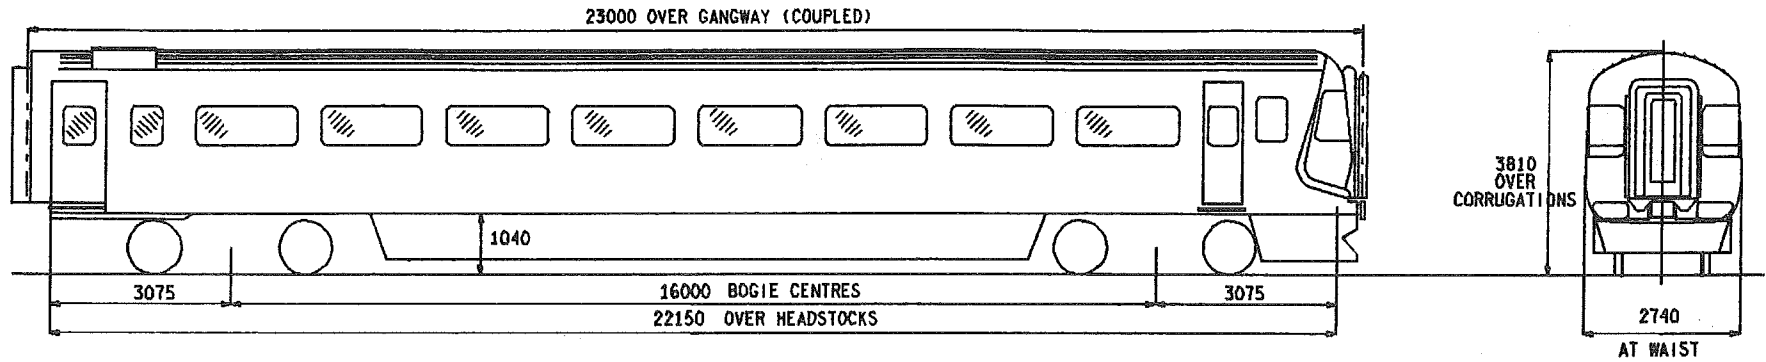 23000 OVER GANGWAY (COUPLED)
3810
OVER
CORRUGATIONS
1040
3075
16000 BOGIE CENTRES
3075
22150 OVER HEADSTOCKS
2740
AT WAIST